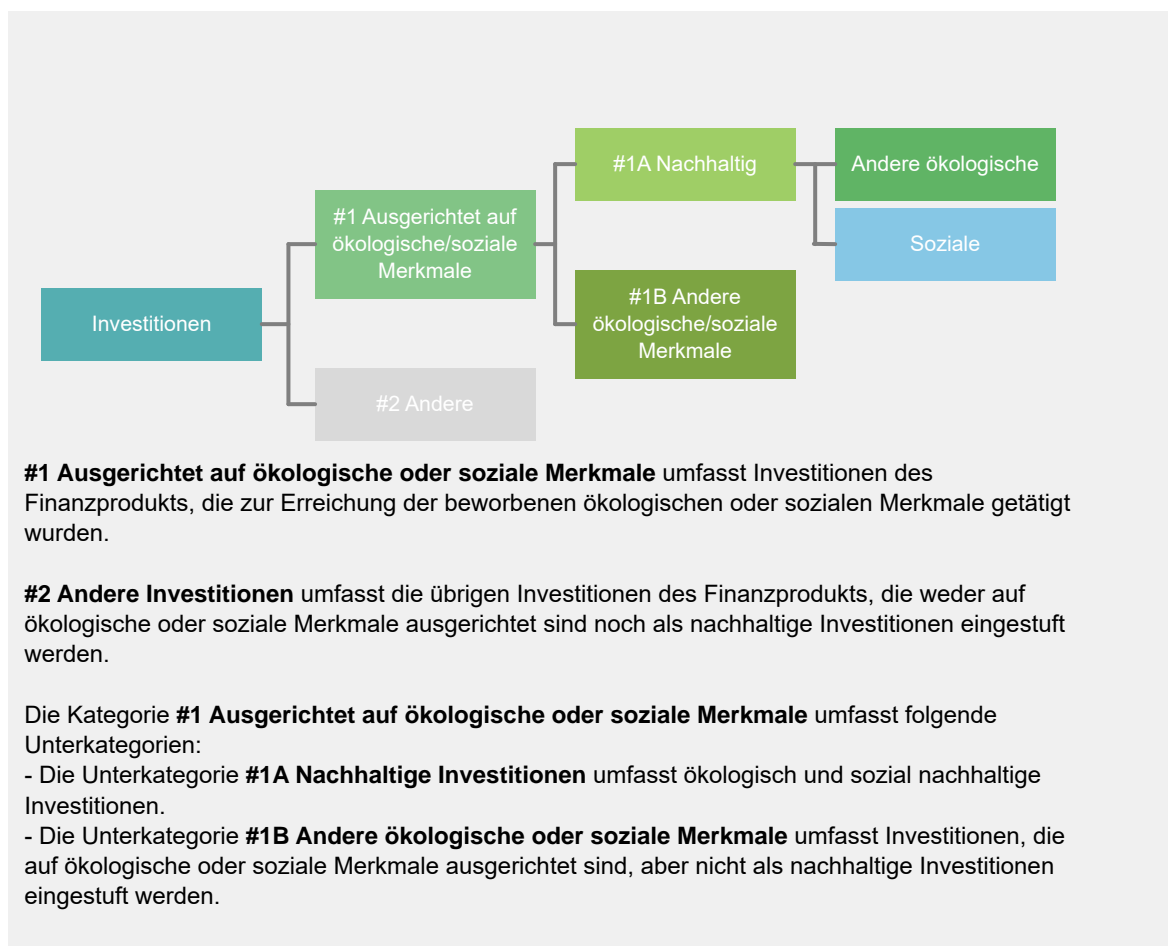 #1A Nachhaltig
Andere ökologische
#1 Ausgerichtet auf
ökologische/soziale
Merkmale
Soziale
#1B Andere
ökologische/soziale
Merkmale
Investitionen
#2 Andere
#1 Ausgerichtet auf ökologische oder soziale Merkmale umfasst Investitionen des
Finanzprodukts, die zur Erreichung der beworbenen ökologischen oder sozialen Merkmale getätigt
wurden.
#2 Andere Investitionen umfasst die übrigen Investitionen des Finanzprodukts, die weder auf
ökologische oder soziale Merkmale ausgerichtet sind noch als nachhaltige Investitionen eingestuft
werden.
Die Kategorie #1 Ausgerichtet auf ökologische oder soziale Merkmale umfasst folgende
Unterkategorien:
- Die Unterkategorie #1A Nachhaltige Investitionen umfasst ökologisch und sozial nachhaltige
Investitionen.
- Die Unterkategorie #1B Andere ökologische oder soziale Merkmale umfasst Investitionen, die
auf ökologische oder soziale Merkmale ausgerichtet sind, aber nicht als nachhaltige Investitionen
eingestuft werden.